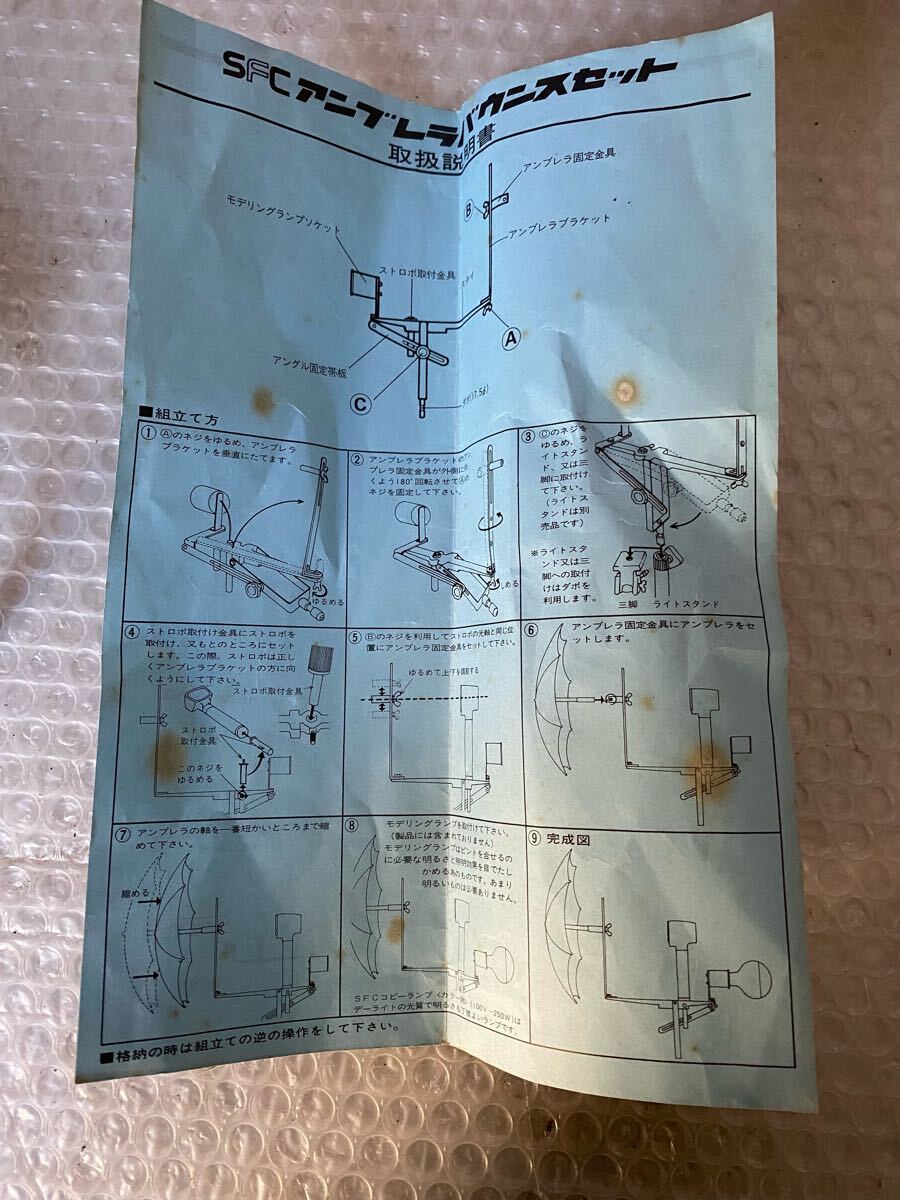 SFCアンブレラバウンスセット
取扱説明書
アンブレラ固定金具
B
モデリングランプソケット
アンブレラブラケット
ストロボ取付金具
ステイ
A
アングル固定帯板
C
ダボ(17.5φ)
■組立て方
① Ⓐのネジをゆるめ、アンブレラ
ブラケットを垂直にたてます。
ゆるめる
② アンブレラブラケットのアン
ブレラ固定金具が外側に向
くよう180°回転させてⒶの
ネジを固定して下さい。
しめる
③ Ⓒのネジを
ゆるめ、ラ
イトスタン
ド、又は三
脚に取付け
て下さい。
(ライトス
タンドは別
売品です)
※ライトスタ
ンド又は三
脚への取付
けはダボを
利用します。
三脚 ライトスタンド
④ ストロボ取付け金具にストロボを
取付け、又もとのところにセット
します。この際、ストロボは正し
くアンブレラブラケットの方に向
くようにして下さい。
ストロボ取付金具
ストロボ
取付金具
このネジを
ゆるめる
⑤ Ⓑのネジを利用してストロボの光軸と同じ位
置にアンブレラ固定金具をセットして下さい。
ゆるめて上下を調節する
⑥ アンブレラ固定金具にアンブレラをセ
ットします。
⑦ アンブレラの軸を一番短かいところまで縮
めて下さい。
縮める
⑧ モデリングランプを取付けて下さい。
(製品には含まれておりません)
モデリングランプはピントを合せるの
に必要な明るさと照明効果を目でたし
かめる為のものです。あまり
明るいものは必要ありません。
SFCコピーランプ〈カラー用〉(100V−250W)は
デーライトの光質で明るさも丁度よいランプです。
⑨ 完成図
■格納の時は組立ての逆の操作をして下さい。